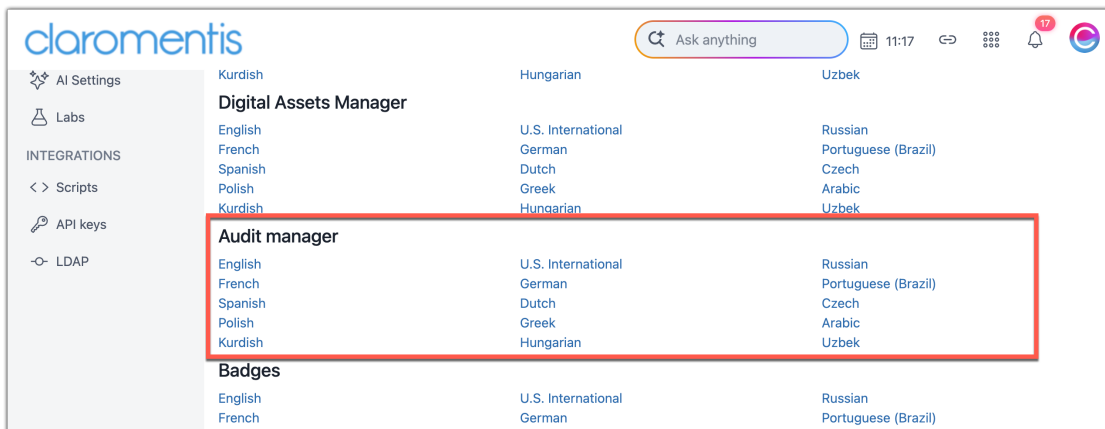 claromentis
Ask anything
11:17
17
AI Settings
Labs
INTEGRATIONS
< > Scripts
API keys
LDAP
Kurdish Hungarian Uzbek
Digital Assets Manager
English U.S. International Russian
French German Portuguese (Brazil)
Spanish Dutch Czech
Polish Greek Arabic
Kurdish Hungarian Uzbek
Audit manager
English U.S. International Russian
French German Portuguese (Brazil)
Spanish Dutch Czech
Polish Greek Arabic
Kurdish Hungarian Uzbek
Badges
English U.S. International Russian
French German Portuguese (Brazil)